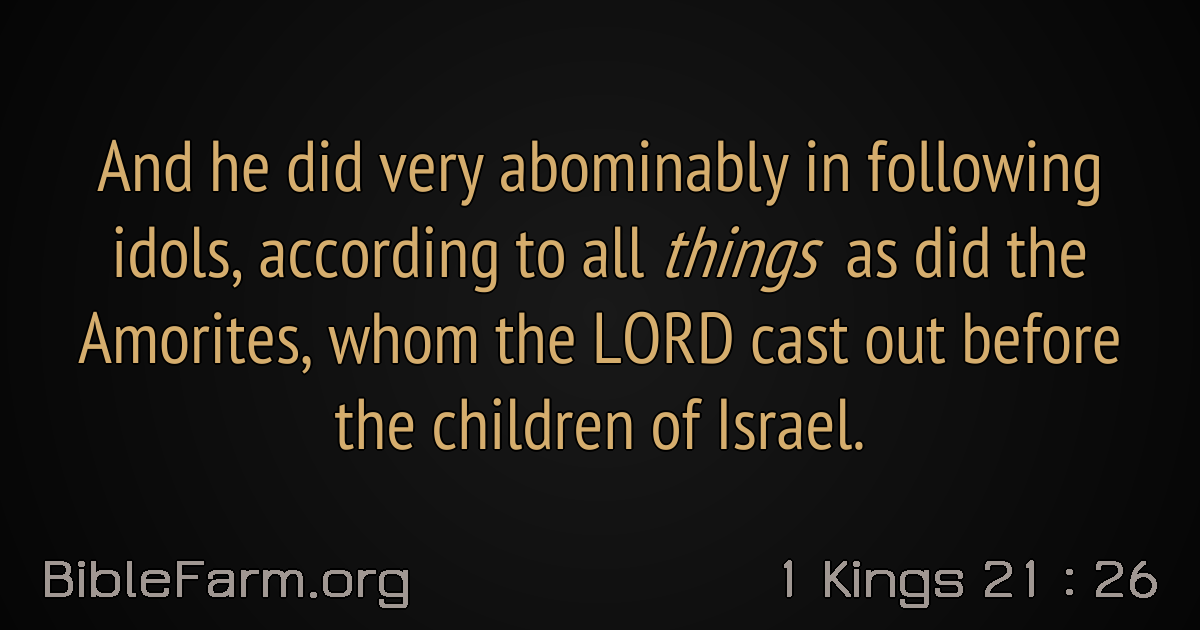 And he did very abominably in following
idols, according to all things as did the
Amorites, whom the LORD cast out before
the children of Israel.
BibleFarm.org
1 Kings 21 : 26